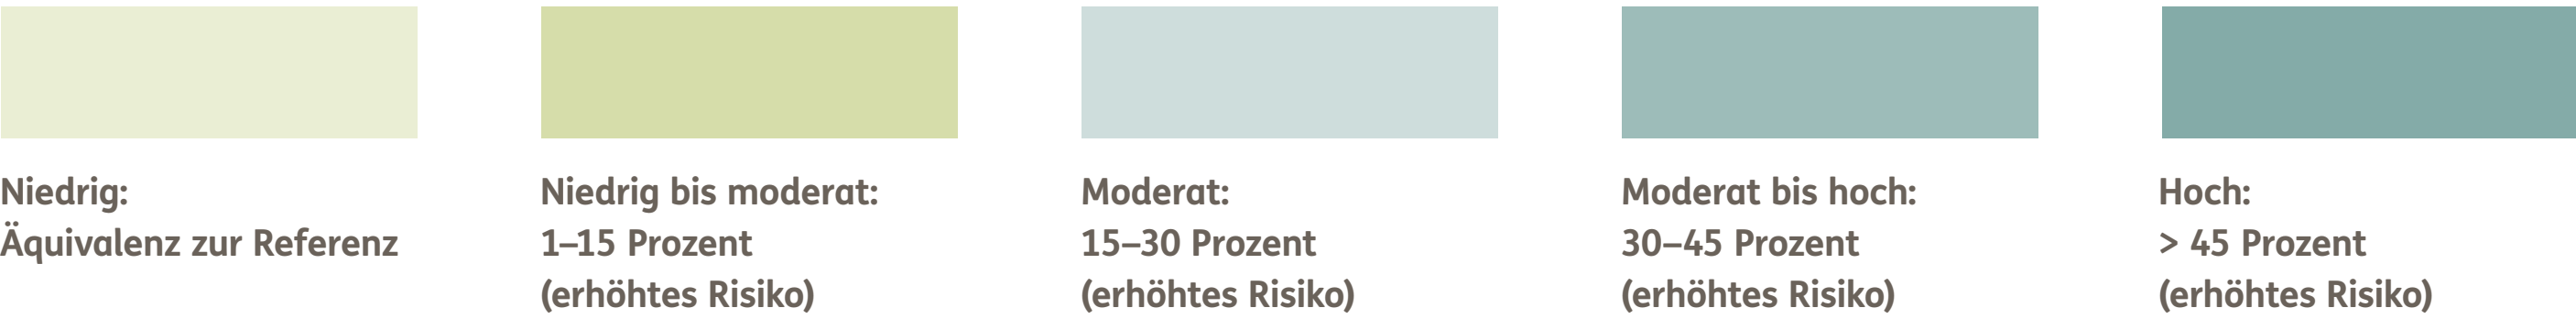 Niedrig:
Äquivalenz zur Referenz
Niedrig bis moderat:
1–15 Prozent
(erhöhtes Risiko)
Moderat:
15–30 Prozent
(erhöhtes Risiko)
Moderat bis hoch:
30–45 Prozent
(erhöhtes Risiko)
Hoch:
> 45 Prozent
(erhöhtes Risiko)